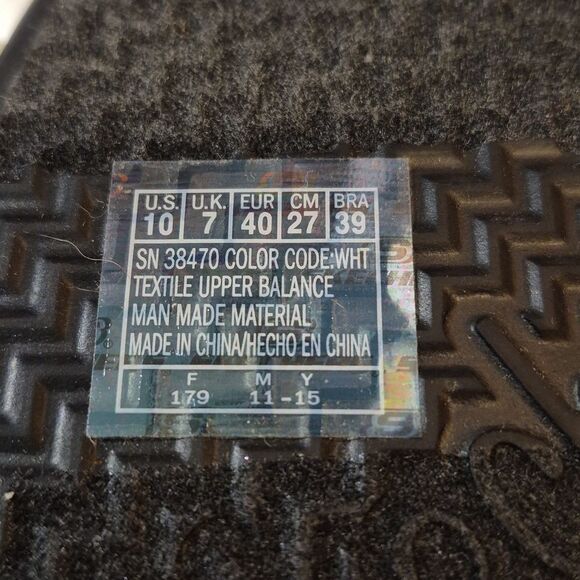 U.S. U.K. EUR CM BRA
10 7 40 27 39
SN 38470 COLOR CODE:WHT
TEXTILE UPPER BALANCE
MAN MADE MATERIAL
MADE IN CHINA/HECHO EN CHINA
F M Y
179 11-15